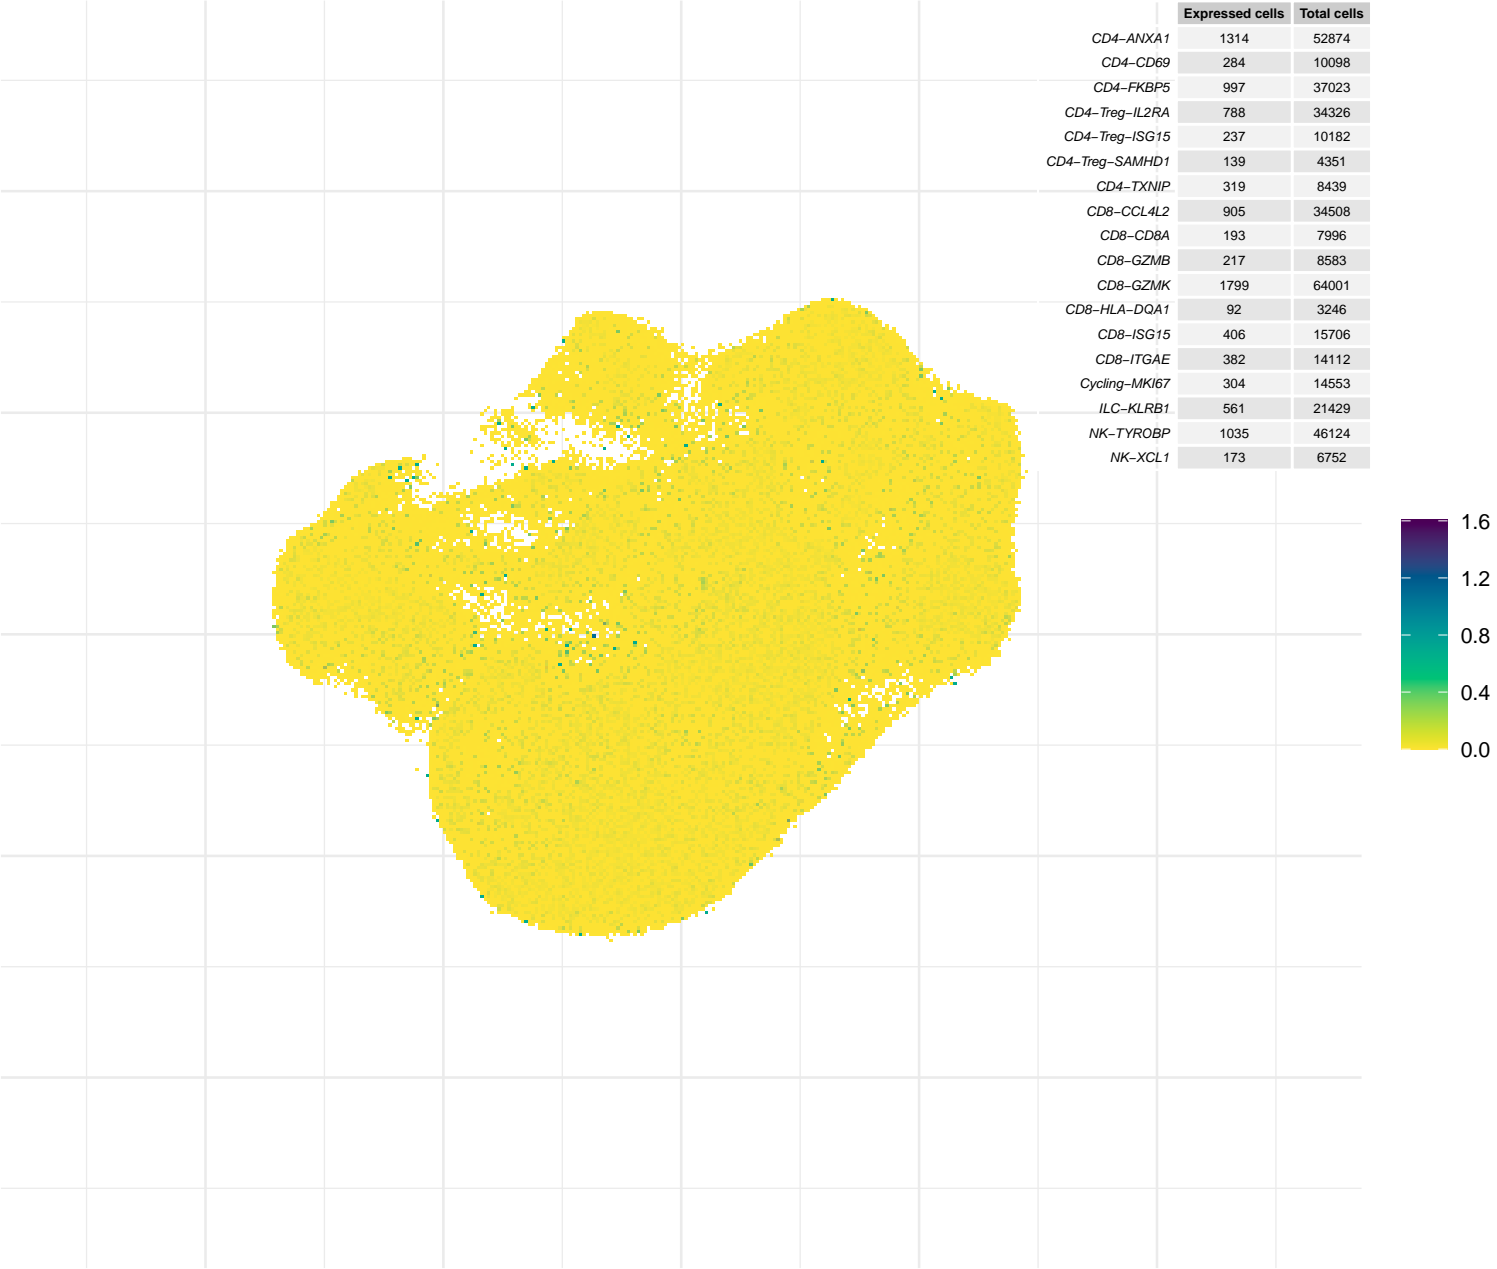 Expressed cells Total cells
CD4−ANXA1 1314 52874
CD4−CD69 284 10098
CD4−FKBP5 997 37023
CD4−Treg−IL2RA 788 34326
CD4−Treg−ISG15 237 10182
CD4−Treg−SAMHD1 139 4351
CD4−TXNIP 319 8439
CD8−CCL4L2 905 34508
CD8−CD8A 193 7996
CD8−GZMB 217 8583
CD8−GZMK 1799 64001
CD8−HLA−DQA1 92 3246
CD8−ISG15 406 15706
CD8−ITGAE 382 14112
Cycling−MKI67 304 14553
ILC−KLRB1 561 21429
NK−TYROBP 1035 46124
NK−XCL1 173 6752
1.6
1.2
0.8
0.4
0.0